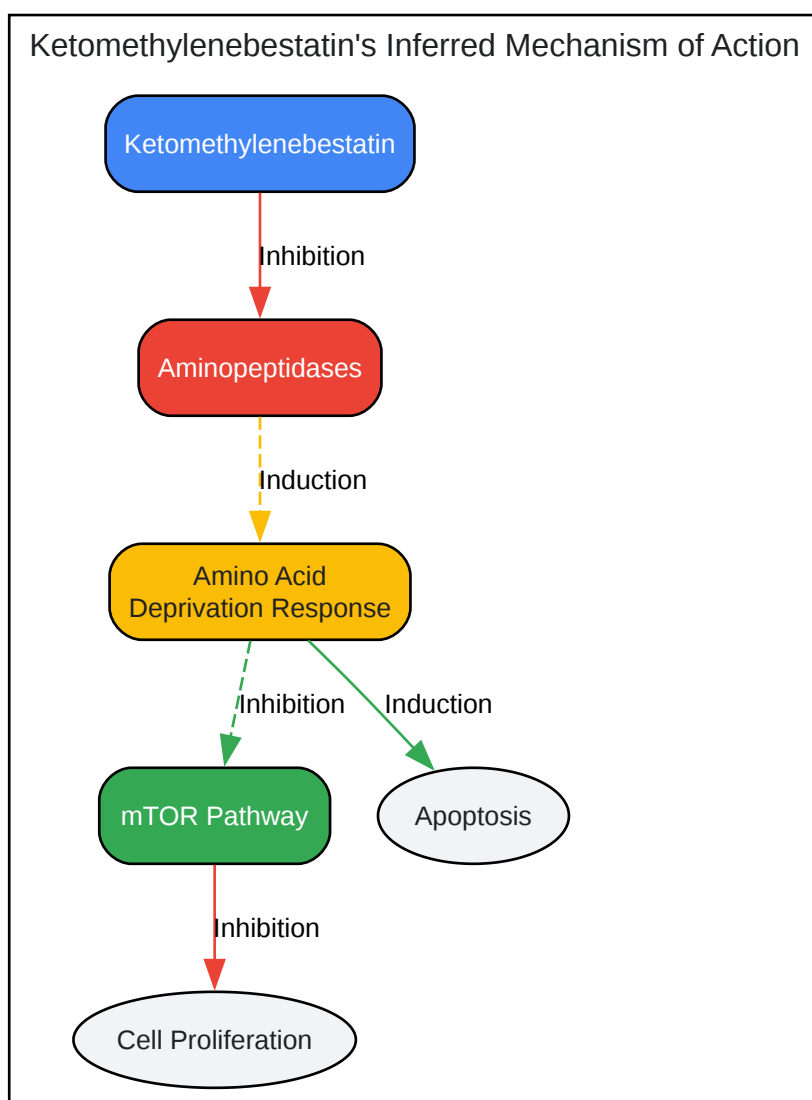 Ketomethylenebestatin's Inferred Mechanism of Action
Ketomethylenebestatin
Inhibition
Aminopeptidases
Induction
Amino Acid
Deprivation Response
Inhibition
Induction
mTOR Pathway
Apoptosis
Inhibition
Cell Proliferation